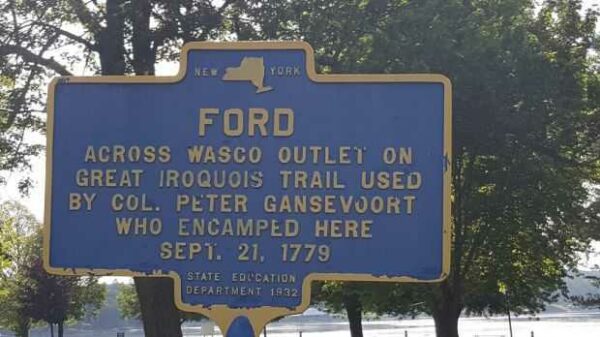 NEW YORK
FORD
ACROSS WASCO OUTLET ON
GREAT IROQUOIS TRAIL USED
BY COL. PETER GANSEVOORT
WHO ENCAMPED HERE
SEPT. 21, 1779
STATE EDUCATION
DEPARTMENT 1932